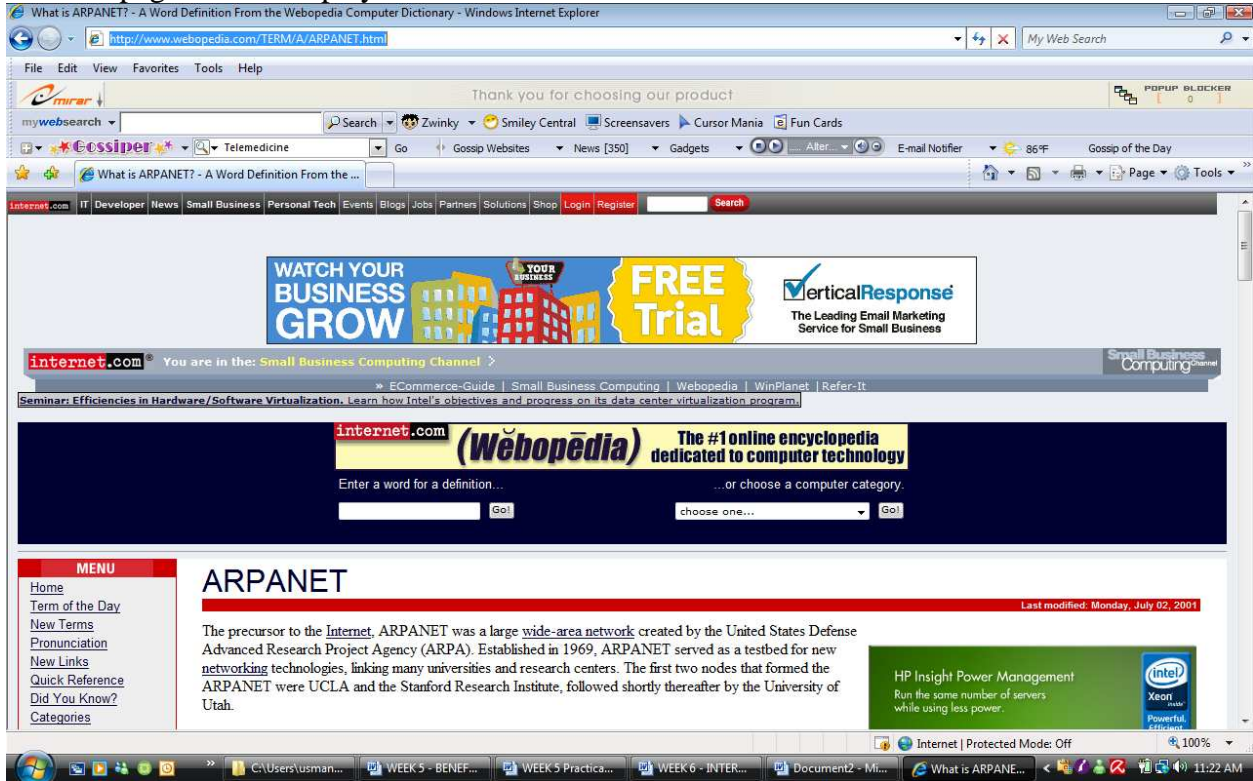 What is ARPANET? - A Word Definition From the Webopedia Computer Dictionary - Windows Internet Explorer
http://www.webopedia.com/TERM/A/ARPANET.html
My Web Search
File Edit View Favorites Tools Help
mirar Thank you for choosing our product POPUP BLOCKER [ 0 ]
mywebsearch Search Zwinky Smiley Central Screensavers Cursor Mania Fun Cards
Gossiper Telemedicine Go Gossip Websites News [350] Gadgets Alter... E-mail Notifier 86°F Gossip of the Day
What is ARPANET? - A Word Definition From the ... Page Tools
internet.com IT Developer News Small Business Personal Tech Events Blogs Jobs Partners Solutions Shop Login Register Search
WATCH YOUR
BUSINESS
GROW
YOUR
BUSINESS
FREE
Trial
VerticalResponse
The Leading Email Marketing
Service for Small Business
internet.com® You are in the: Small Business Computing Channel >
Small Business
Computing Channel
» ECommerce-Guide | Small Business Computing | Webopedia | WinPlanet | Refer-It
Seminar: Efficiencies in Hardware/Software Virtualization. Learn how Intel's objectives and progress on its data center virtualization program.
internet.com
(Wĕbopēdia)
The #1 online encyclopedia
dedicated to computer technology
Enter a word for a definition... ...or choose a computer category.
Go! choose one... Go!
MENU
Home
Term of the Day
New Terms
Pronunciation
New Links
Quick Reference
Did You Know?
Categories
ARPANET
Last modified: Monday, July 02, 2001
The precursor to the Internet, ARPANET was a large wide-area network created by the United States Defense
Advanced Research Project Agency (ARPA). Established in 1969, ARPANET served as a testbed for new
networking technologies, linking many universities and research centers. The first two nodes that formed the
ARPANET were UCLA and the Stanford Research Institute, followed shortly thereafter by the University of
Utah.
HP Insight Power Management
Run the same number of servers
while using less power.
intel
Xeon
inside
Powerful.
Efficient.
Internet | Protected Mode: Off 100%
C:\Users\usman... WEEK 5 - BENEF... WEEK 5 Practica... WEEK 6 - INTER... Document2 - Mi... What is ARPANE... 11:22 AM